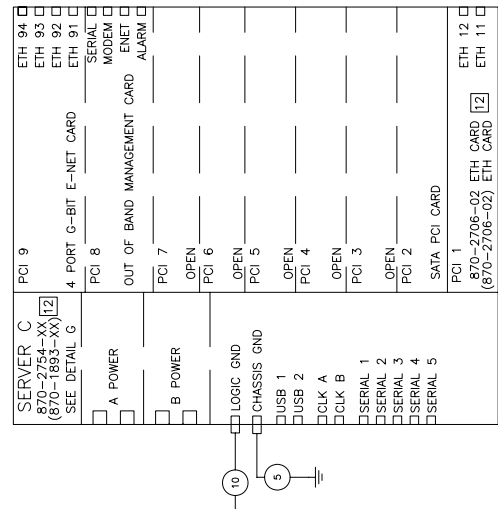 SERVER C
870-2754-XX 12
(870-1893-XX)
SEE DETAIL G
A POWER
B POWER
LOGIC GND
CHASSIS GND
USB 1
USB 2
CLK A
CLK B
SERIAL 1
SERIAL 2
SERIAL 3
SERIAL 4
SERIAL 5
10
5
PCI 9
4 PORT G-BIT E-NET CARD
ETH 94
ETH 93
ETH 92
ETH 91
PCI 8
OUT OF BAND MANAGEMENT CARD
SERIAL
MODEM
ENET
ALARM
PCI 7
OPEN
PCI 6
OPEN
PCI 5
OPEN
PCI 4
OPEN
PCI 3
OPEN
PCI 2
SATA PCI CARD
PCI 1
870-2706-02 ETH CARD 12
(870-2706-02) ETH CARD
ETH 12
ETH 11